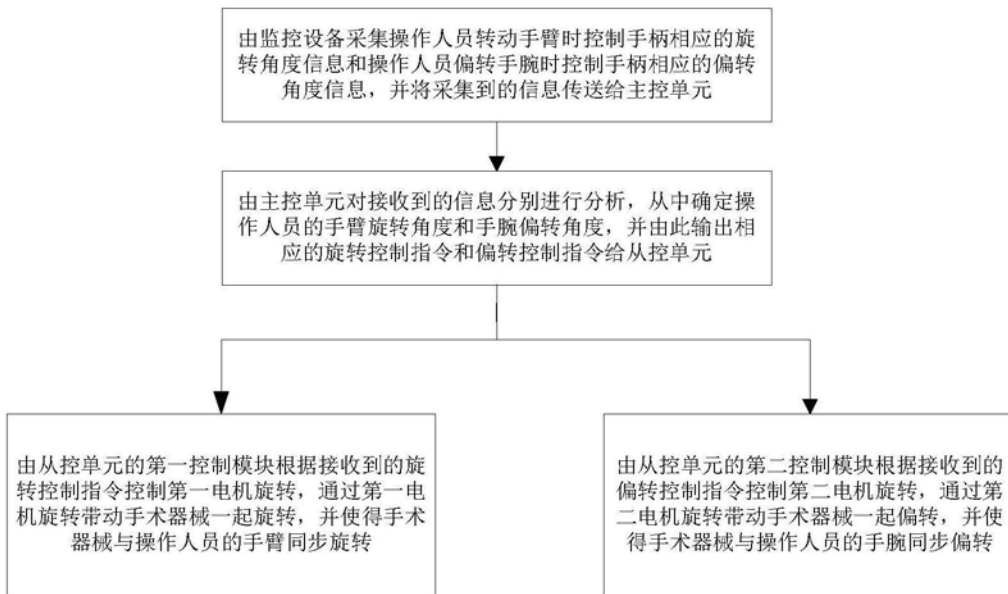 由监控设备采集操作人员转动手臂时控制手柄相应的旋
转角度信息和操作人员偏转手腕时控制手柄相应的偏转
角度信息，并将采集到的信息传送给主控单元
由主控单元对接收到的信息分别进行分析，从中确定操
作人员的手臂旋转角度和手腕偏转角度，并由此输出相
应的旋转控制指令和偏转控制指令给从控单元
由从控单元的第一控制模块根据接收到的旋
转控制指令控制第一电机旋转，通过第一电
机旋转带动手术器械一起旋转，并使得手术
器械与操作人员的手臂同步旋转
由从控单元的第二控制模块根据接收到的
偏转控制指令控制第二电机旋转，通过第
二电机旋转带动手术器械一起偏转，并使
得手术器械与操作人员的手腕同步偏转